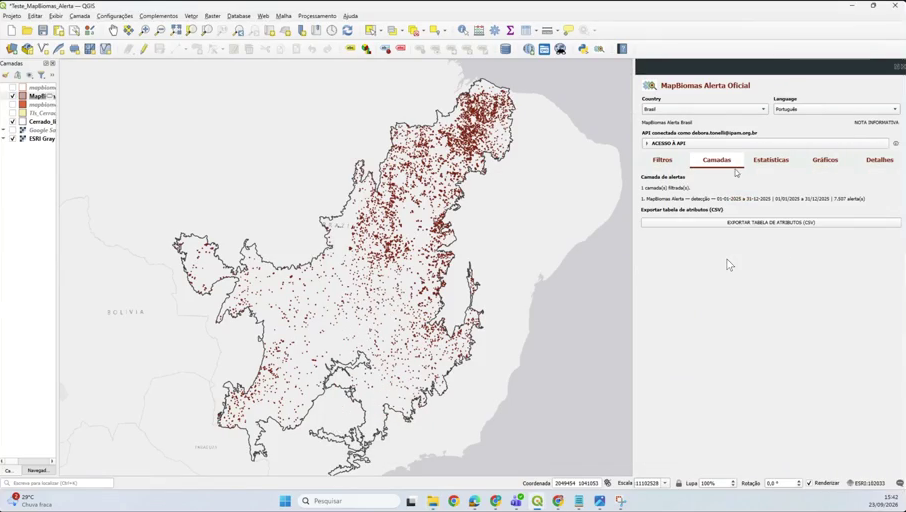 *Teste_MapBiomas_Alerta — QGIS
Projeto Editar Exibir Camada Configurações Complementos Vetor Raster Database Web Malha Processamento Ajuda
Camadas
mapbiom
MapBi
mapbiom
Cerrado_li
Google Sa
ESRI Gray
BOLIVIA
MapBiomas Alerta Oficial
Country
Language
Brasil
Português
MapBiomas Alerta Brasil
NOTA INFORMATIVA
API conectada como debora.tonelli@ipam.org.br
ACESSO À API
Filtros Camadas Estatísticas Gráficos Detalhes
Camada de alertas
1 camada(s) filtrada(s).
1. MapBiomas Alerta — detecção — 01-01-2025 a 31-12-2025 | 01/01/2025 a 31/12/2025 | 7.507 alerta(s)
Exportar tabela de atributos (CSV)
EXPORTAR TABELA DE ATRIBUTOS (CSV)
Ca... Navegad...
Escreva para localizar (Ctrl+K)
Coordenada 2049454 1041053 Escala 11102528 Lupa 100% Rotação 0,0 ° Renderizar ESRI:102033
2
29°C
Chuva fraca
Pesquisar
15:42
23/09/2026